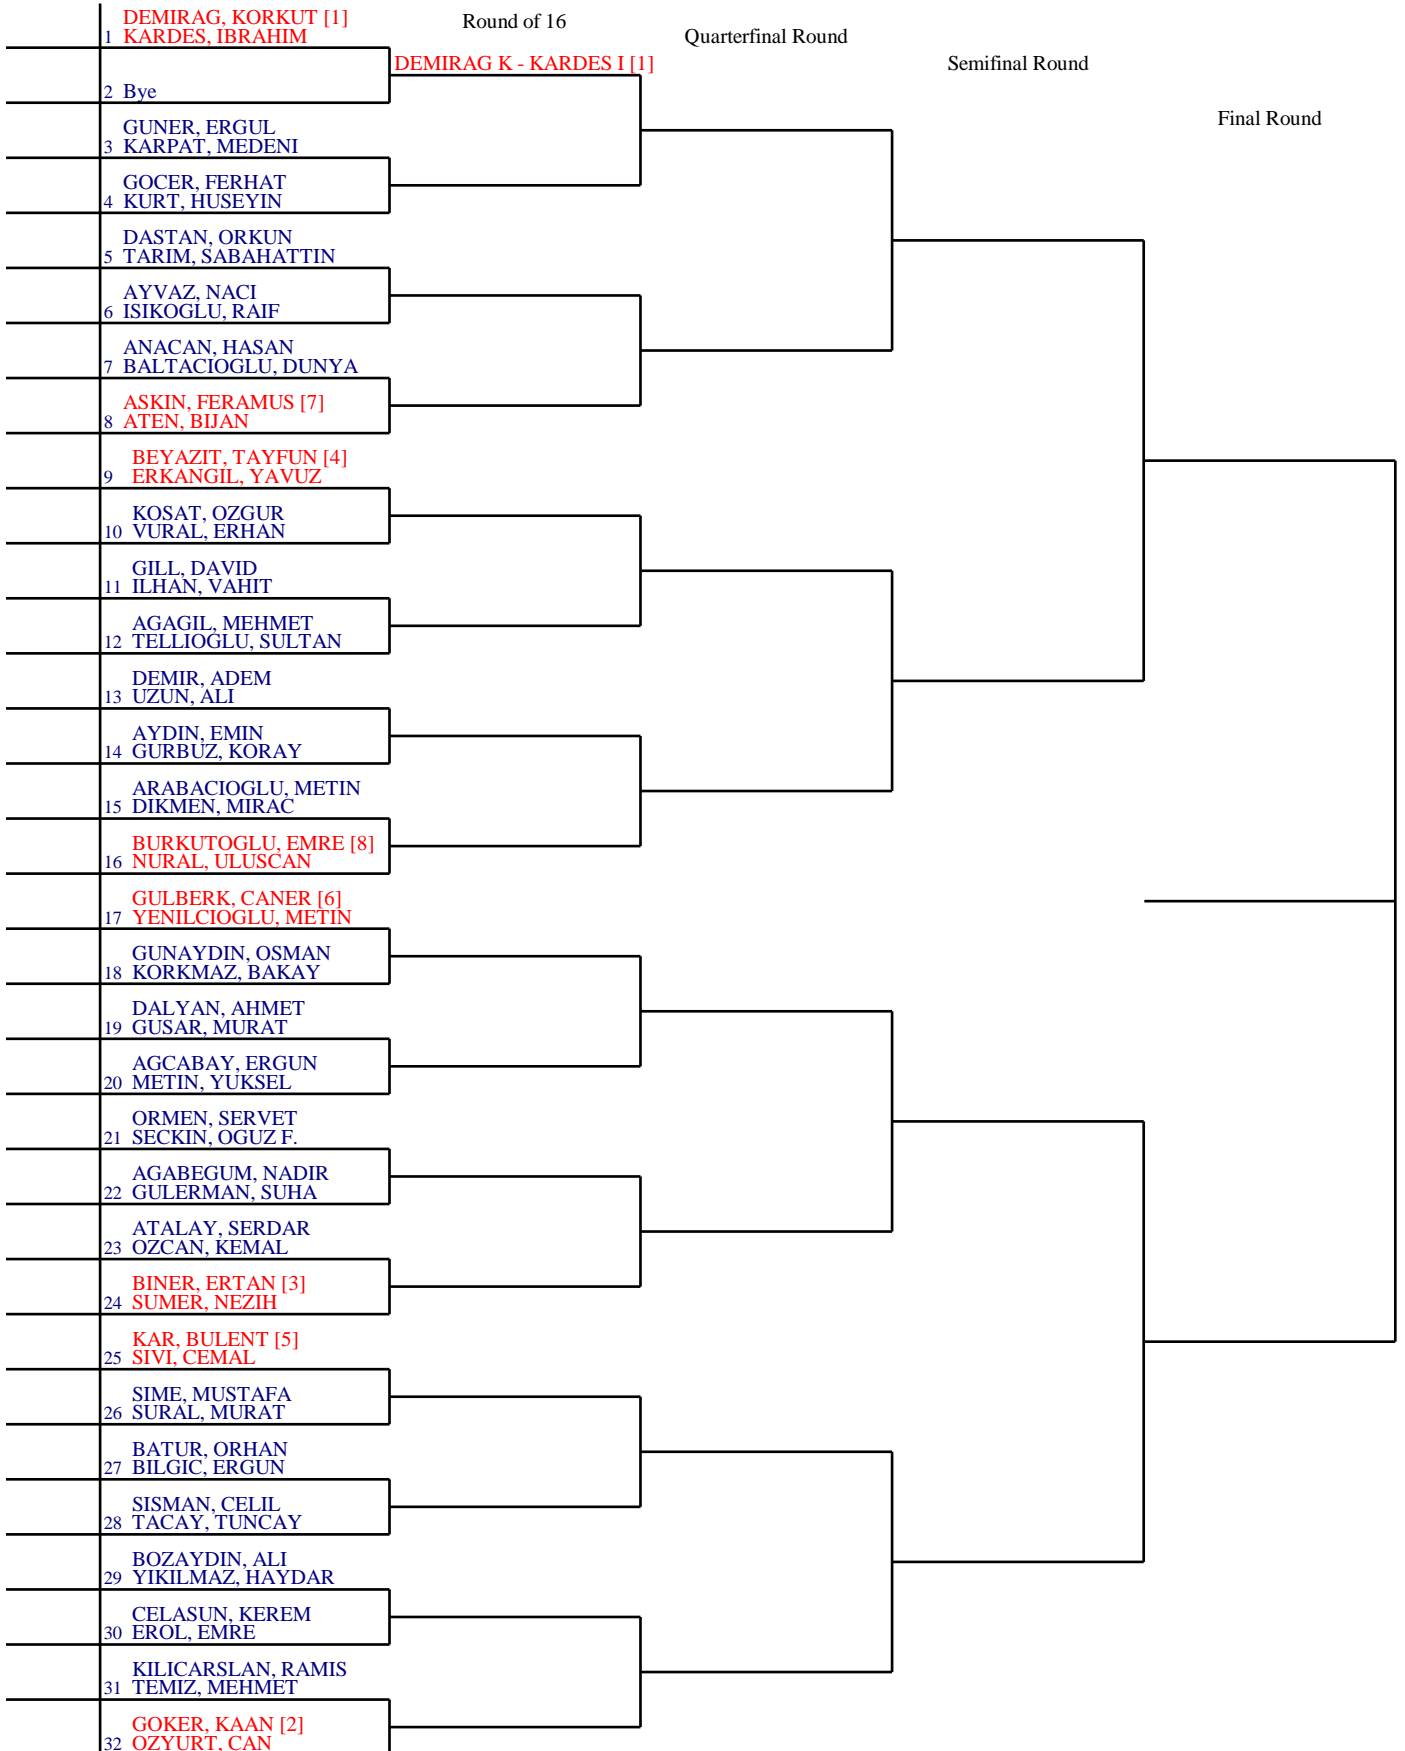 DEMIRAG, KORKUT [1]
1 KARDES, IBRAHIM
Round of 16
Quarterfinal Round
Semifinal Round
Final Round
DEMIRAG K - KARDES I [1]
2 Bye
GUNER, ERGUL
3 KARPAT, MEDENI
GOCER, FERHAT
4 KURT, HUSEYIN
DASTAN, ORKUN
5 TARIM, SABAHATTIN
AYVAZ, NACI
6 ISIKOGLU, RAIF
ANACAN, HASAN
7 BALTACIOGLU, DUNYA
ASKIN, FERAMUS [7]
8 ATEN, BIJAN
BEYAZIT, TAYFUN [4]
9 ERKANGIL, YAVUZ
KOSAT, OZGUR
10 VURAL, ERHAN
GILL, DAVID
11 ILHAN, VAHIT
AGAGIL, MEHMET
12 TELLIOGLU, SULTAN
DEMIR, ADEM
13 UZUN, ALI
AYDIN, EMIN
14 GURBUZ, KORAY
ARABACIOGLU, METIN
15 DIKMEN, MIRAC
BURKUTOGLU, EMRE [8]
16 NURAL, ULUSCAN
GULBERK, CANER [6]
17 YENILCIOGLU, METIN
GUNAYDIN, OSMAN
18 KORKMAZ, BAKAY
DALYAN, AHMET
19 GUSAR, MURAT
AGCABAY, ERGUN
20 METIN, YUKSEL
ORMEN, SERVET
21 SECKIN, OGUZ F.
AGABEGUM, NADIR
22 GULERMAN, SUHA
ATALAY, SERDAR
23 OZCAN, KEMAL
BINER, ERTAN [3]
24 SUMER, NEZIH
KAR, BULENT [5]
25 SIVI, CEMAL
SIME, MUSTAFA
26 SURAL, MURAT
BATUR, ORHAN
27 BILGIC, ERGUN
SISMAN, CELIL
28 TACAY, TUNCAY
BOZAYDIN, ALI
29 YIKILMAZ, HAYDAR
CELASUN, KEREM
30 EROL, EMRE
KILICARSLAN, RAMIS
31 TEMIZ, MEHMET
GOKER, KAAN [2]
32 OZYURT, CAN